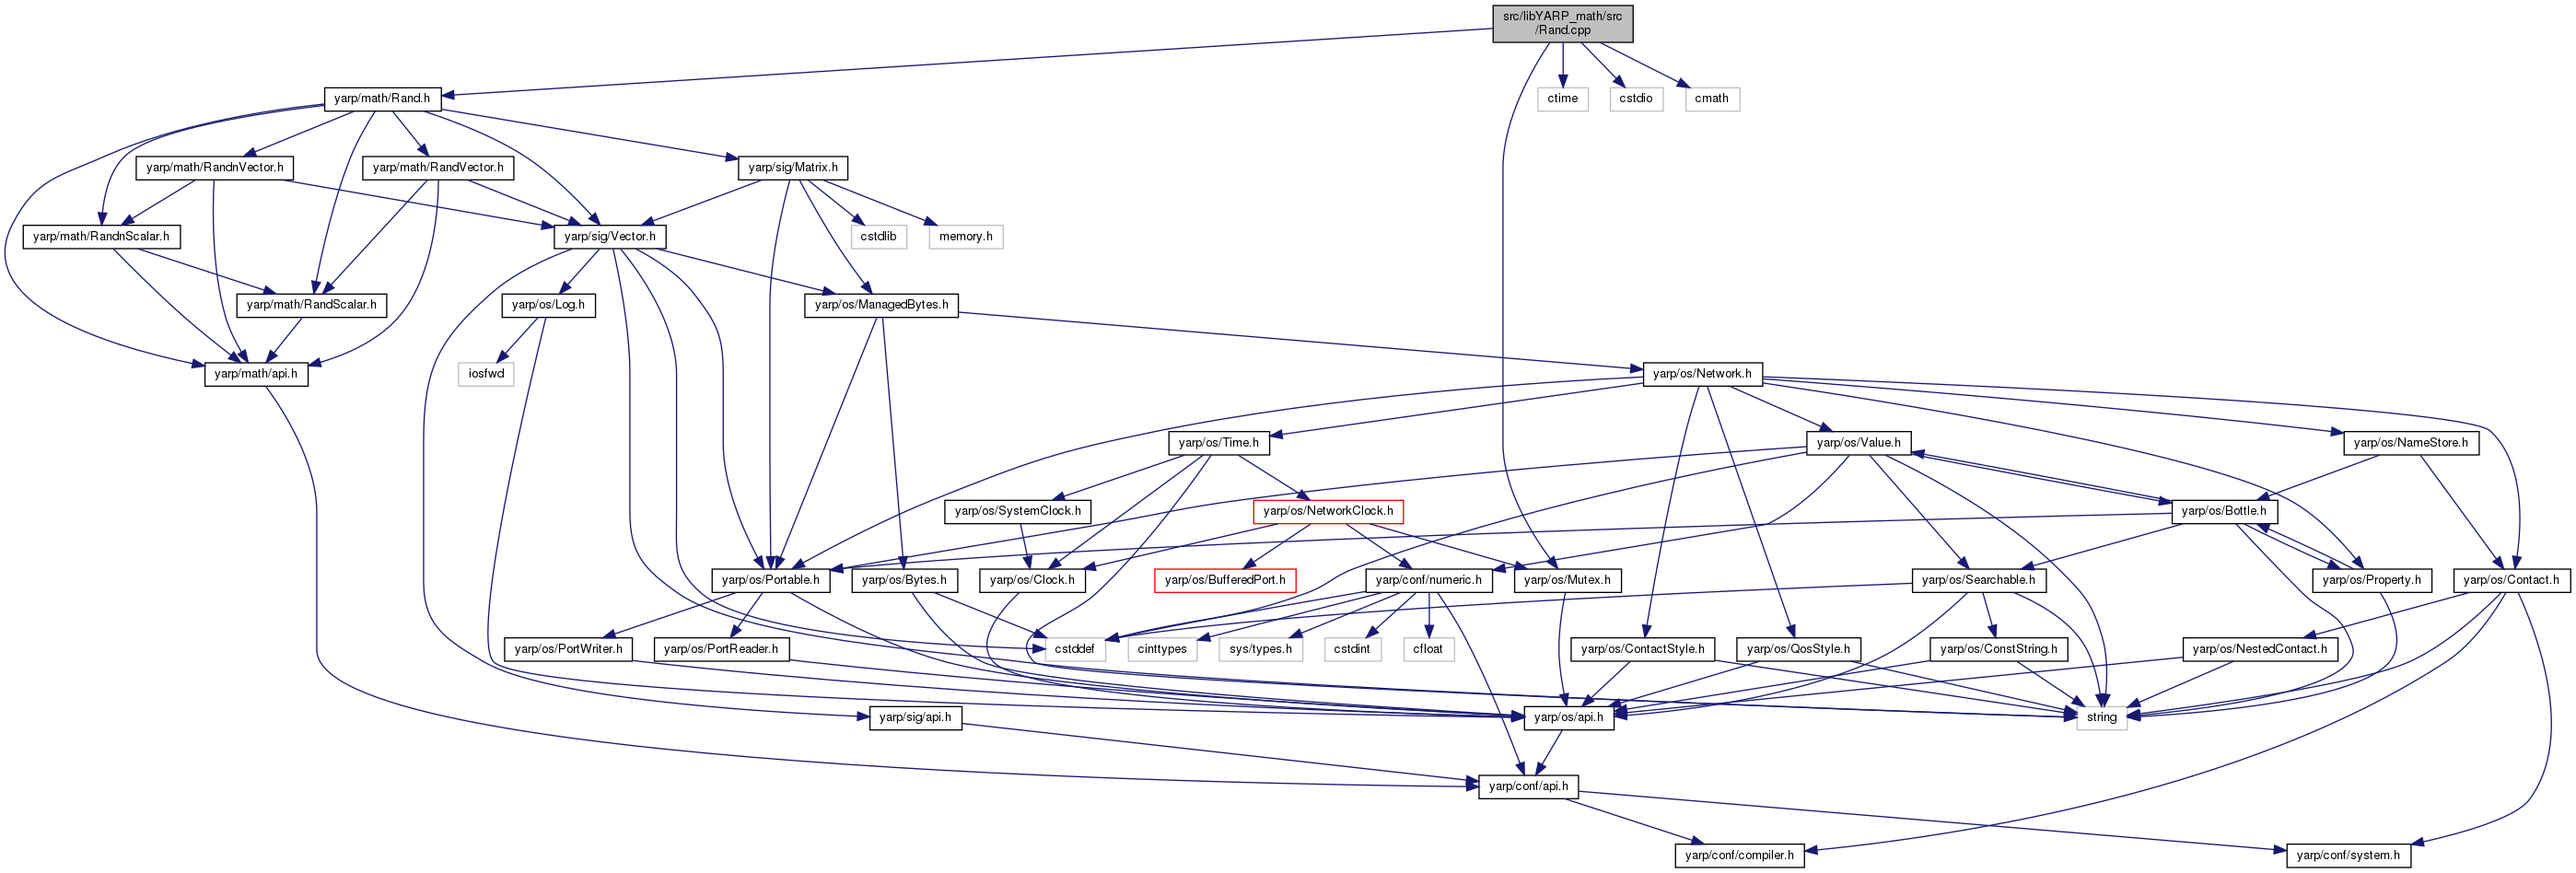 src/libYARP_math/src
/Rand.cpp
yarp/math/Rand.h
ctime
cstdio
cmath
yarp/math/RandnVector.h
yarp/math/RandVector.h
yarp/sig/Matrix.h
yarp/math/RandnScalar.h
yarp/sig/Vector.h
cstdlib
memory.h
yarp/math/RandScalar.h
yarp/os/Log.h
yarp/os/ManagedBytes.h
yarp/math/api.h
iosfwd
yarp/os/Network.h
yarp/os/Time.h
yarp/os/Value.h
yarp/os/NameStore.h
yarp/os/SystemClock.h
yarp/os/NetworkClock.h
yarp/os/Bottle.h
yarp/os/Portable.h
yarp/os/Bytes.h
yarp/os/Clock.h
yarp/os/BufferedPort.h
yarp/conf/numeric.h
yarp/os/Mutex.h
yarp/os/Searchable.h
yarp/os/Property.h
yarp/os/Contact.h
yarp/os/PortWriter.h
yarp/os/PortReader.h
cstddef
cinttypes
sys/types.h
cstdint
cfloat
yarp/os/ContactStyle.h
yarp/os/QosStyle.h
yarp/os/ConstString.h
yarp/os/NestedContact.h
yarp/sig/api.h
yarp/os/api.h
string
yarp/conf/api.h
yarp/conf/compiler.h
yarp/conf/system.h